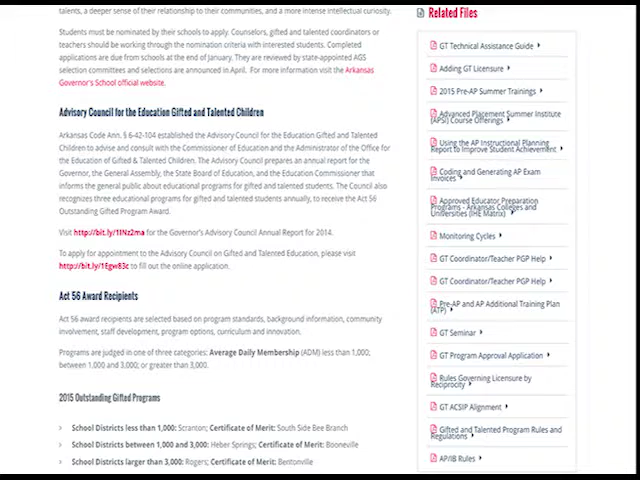 talents, a deeper sense of their relationship to their communities, and a more intense intellectual curiosity.
Students must be nominated by their schools to apply. Counselors, gifted and talented coordinators or
teachers should be working through the nomination criteria with interested students. Completed
applications are due from schools at the end of January. They are reviewed by state-appointed AGS
selection committees and selections are announced in April. For more information visit the Arkansas
Governor's School official website.
Advisory Council for the Education Gifted and Talented Children
Arkansas Code Ann. § 6-42-104 established the Advisory Council for the Education Gifted and Talented
Children to advise and consult with the Commissioner of Education and the Administrator of the Office for
the Education of Gifted & Talented Children. The Advisory Council prepares an annual report for the
Governor, the General Assembly, the State Board of Education, and the Education Commissioner that
informs the general public about educational programs for gifted and talented students. The Council also
recognizes three educational programs for gifted and talented students annually, to receive the Act 56
Outstanding Gifted Program Award.
Visit http://bit.ly/1INz2ma for the Governor's Advisory Council Annual Report for 2014.
To apply for appointment to the Advisory Council on Gifted and Talented Education, please visit
http://bit.ly/1Egw83c to fill out the online application.
Act 56 Award Recipients
Act 56 award recipients are selected based on program standards, background information, community
involvement, staff development, program options, curriculum and innovation.
Programs are judged in one of three categories: Average Daily Membership (ADM) less than 1,000;
between 1,000 and 3,000; or greater than 3,000.
2015 Outstanding Gifted Programs
School Districts less than 1,000: Scranton; Certificate of Merit: South Side Bee Branch
School Districts between 1,000 and 3,000: Heber Springs; Certificate of Merit: Booneville
School Districts larger than 3,000: Rogers; Certificate of Merit: Bentonville
Related Files
GT Technical Assistance Guide
Adding GT Licensure
2015 Pre-AP Summer Trainings
Advanced Placement Summer Institute
(APSI) Course Offerings
Using the AP Instructional Planning
Report to Improve Student Achievement
Coding and Generating AP Exam
Invoices
Approved Educator Preparation
Programs - Arkansas Colleges and
Universities (IHE Matrix)
Monitoring Cycles
GT Coordinator/Teacher PGP Help
GT Coordinator/Teacher PGP Help
Pre-AP and AP Additional Training Plan
(ATP)
GT Seminar
GT Program Approval Application
Rules Governing Licensure by
Reciprocity
GT ACSIP Alignment
Gifted and Talented Program Rules and
Regulations
AP/IB Rules